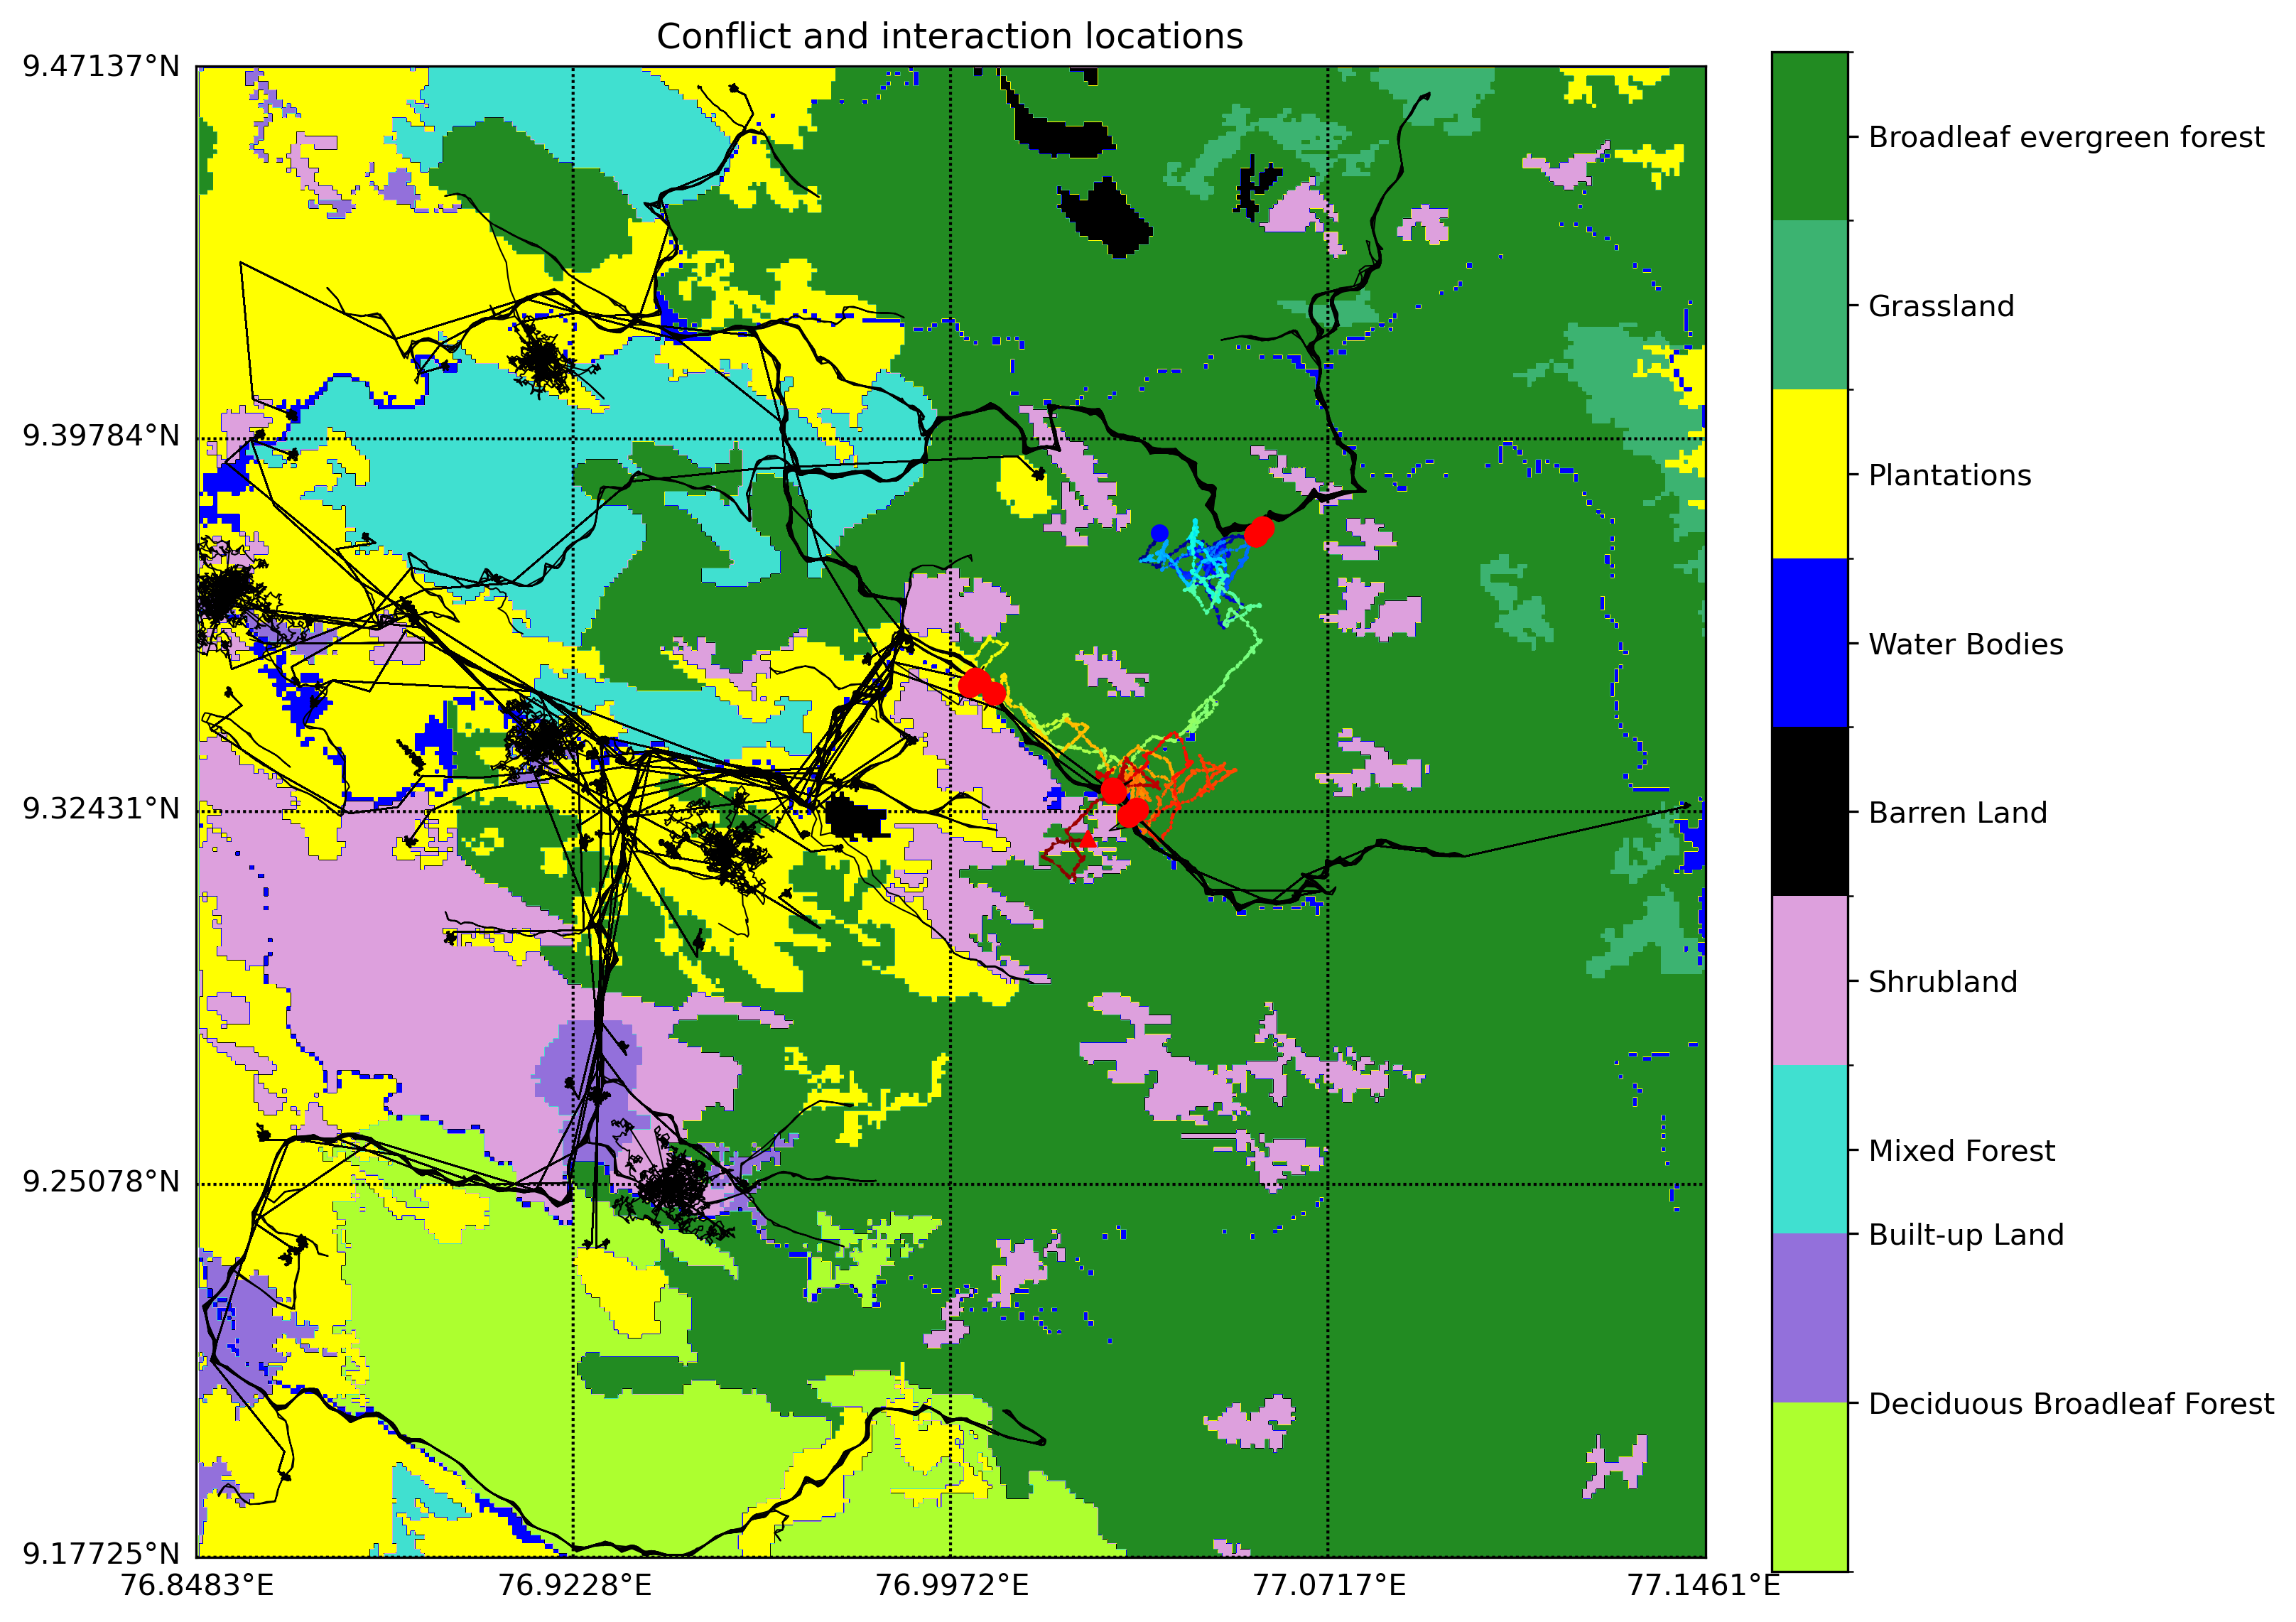 Conflict and interaction locations
9.47137°N
9.39784°N
9.32431°N
9.25078°N
9.17725°N
76.8483°E
76.9228°E
76.9972°E
77.0717°E
77.1461°E
Broadleaf evergreen forest
Grassland
Plantations
Water Bodies
Barren Land
Shrubland
Mixed Forest
Built-up Land
Deciduous Broadleaf Forest